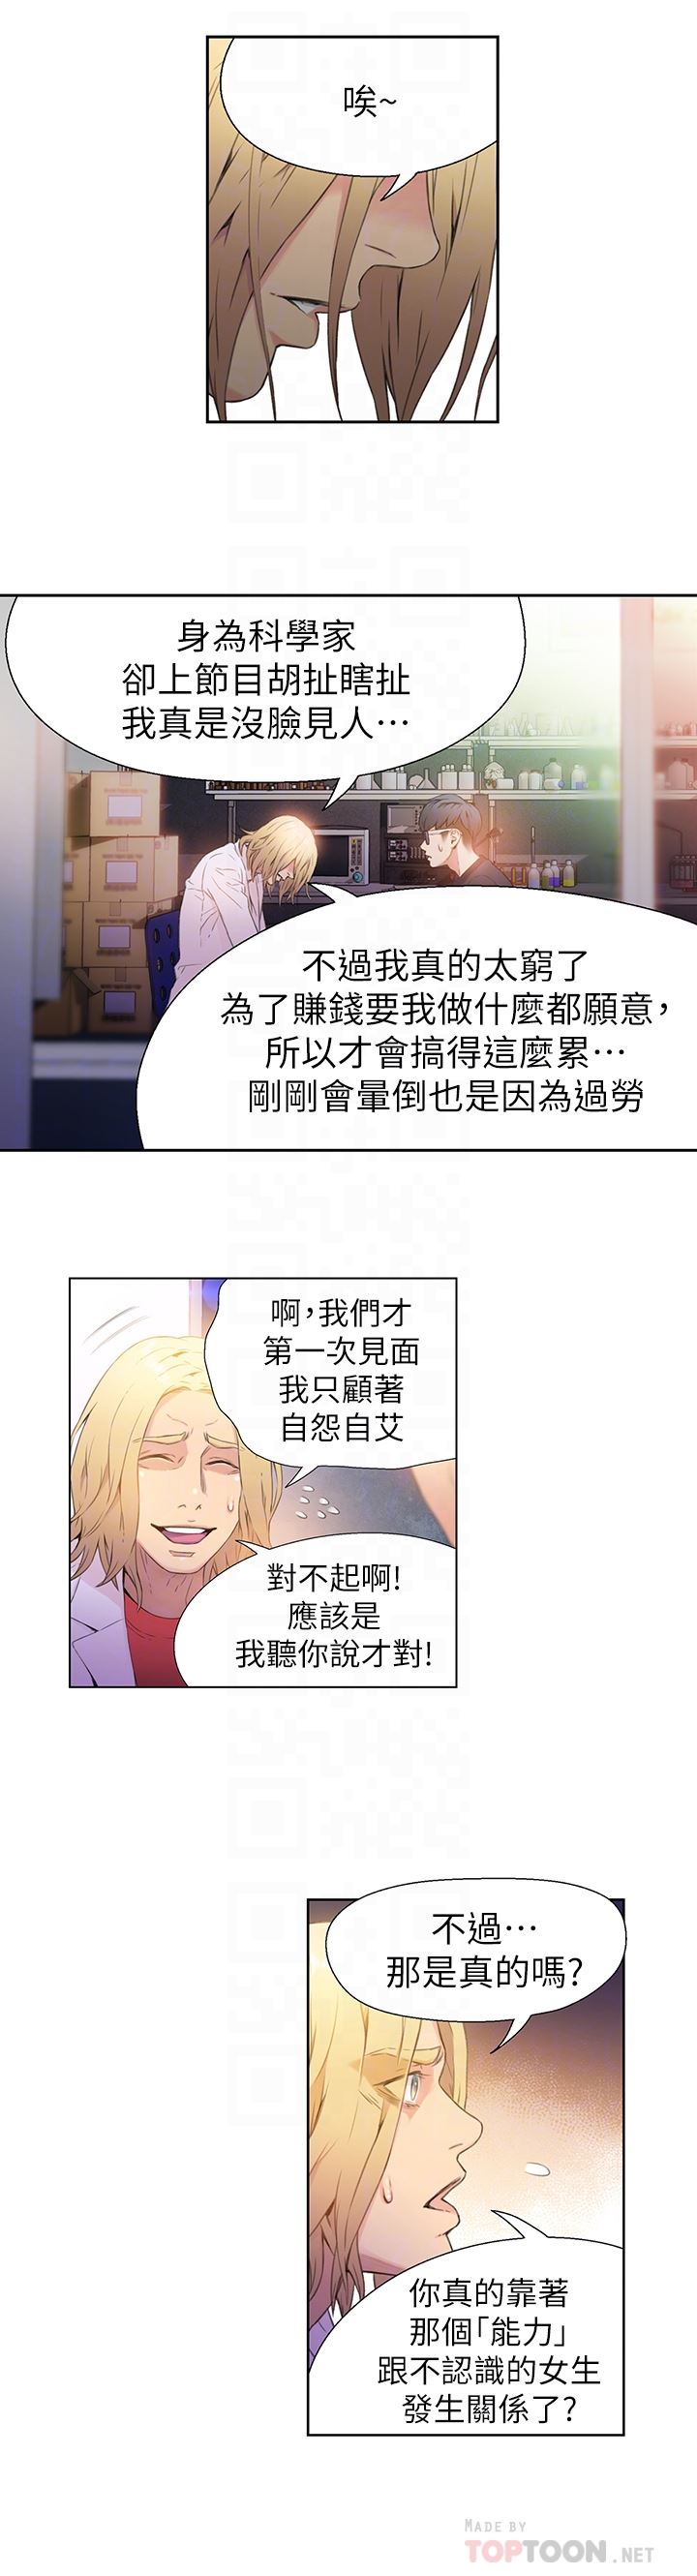 唉~
身為科學家
卻上節目胡扯瞎扯
我真是沒臉見人⋯
不過我真的太窮了
為了賺錢要我做什麼都願意，
所以才會搞得這麼累⋯
剛剛會暈倒也是因為過勞
啊，我們才
第一次見面
我只顧著
自怨自艾
對不起啊!
應該是
我聽你說才對!
不過⋯
那是真的嗎?
你真的靠著
那個「能力」
跟不認識的女生
發生關係了?
MADE BY
TOPTOON.NET